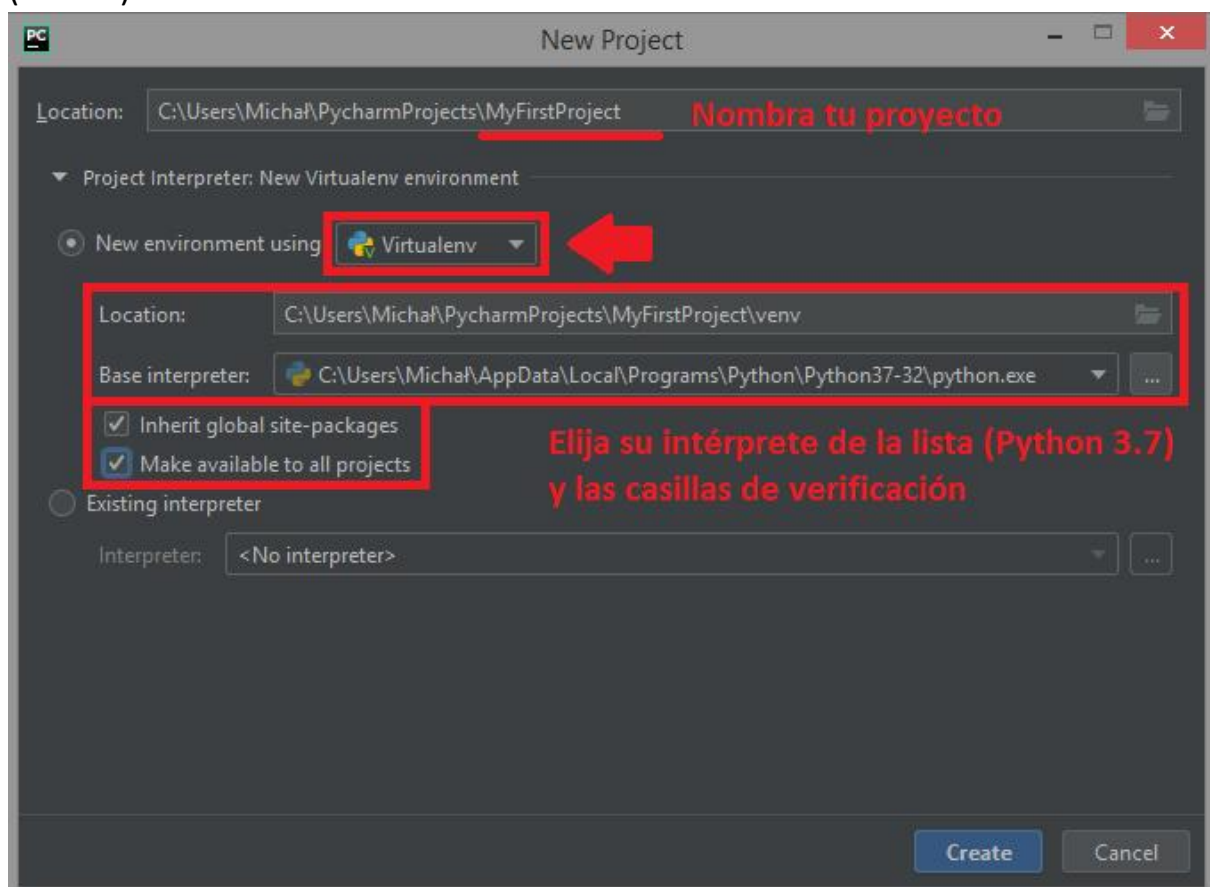 PC
New Project
Location: C:\Users\Michał\PycharmProjects\MyFirstProject Nombra tu proyecto
Project Interpreter: New Virtualenv environment
New environment using Virtualenv
Location: C:\Users\Michał\PycharmProjects\MyFirstProject\venv
Base interpreter: C:\Users\Michał\AppData\Local\Programs\Python\Python37-32\python.exe ...
Inherit global site-packages
Make available to all projects
Elija su intérprete de la lista (Python 3.7)
y las casillas de verificación
Existing interpreter
Interpreter: <No interpreter> ...
Create Cancel